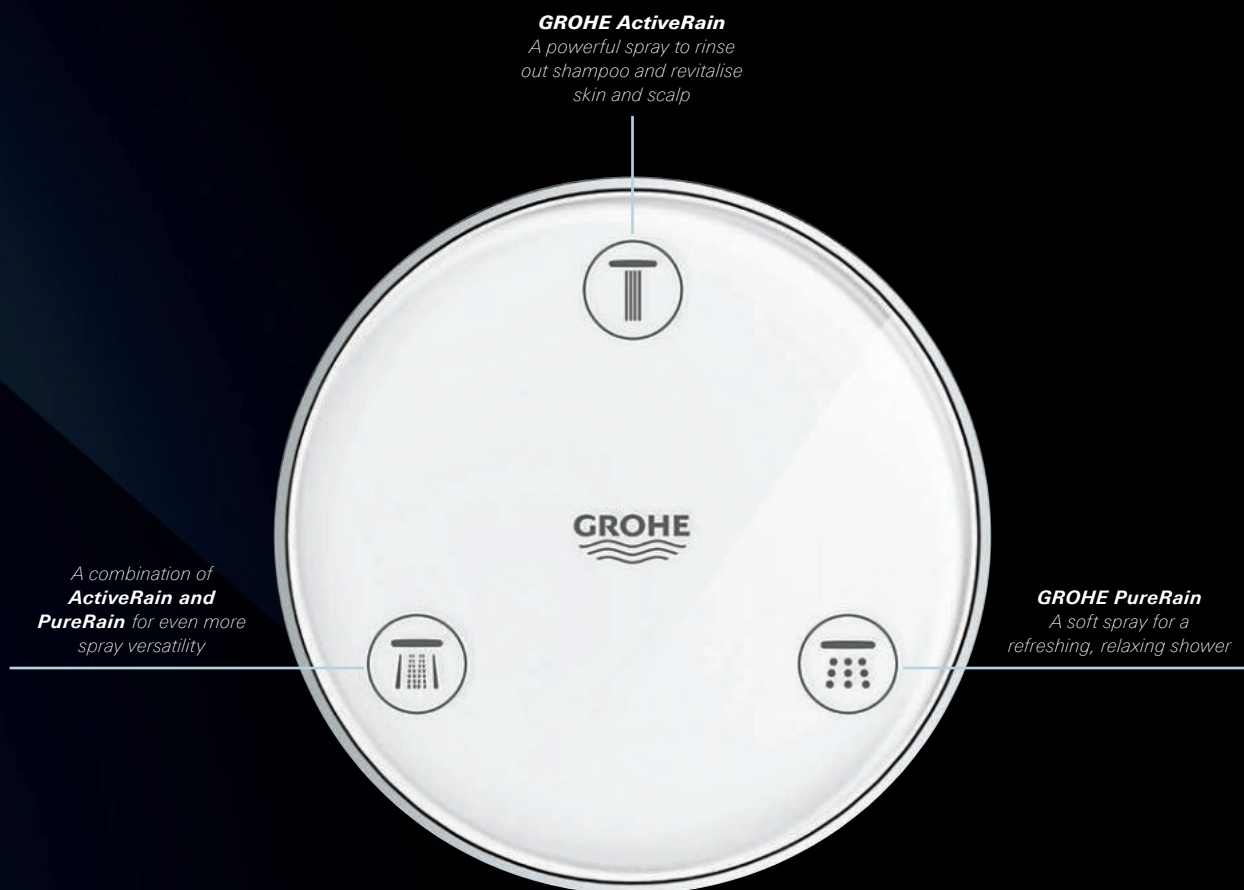 GROHE ActiveRain
A powerful spray to rinse
out shampoo and revitalise
skin and scalp
GROHE
A combination of
ActiveRain and
PureRain for even more
spray versatility
GROHE PureRain
A soft spray for a
refreshing, relaxing shower